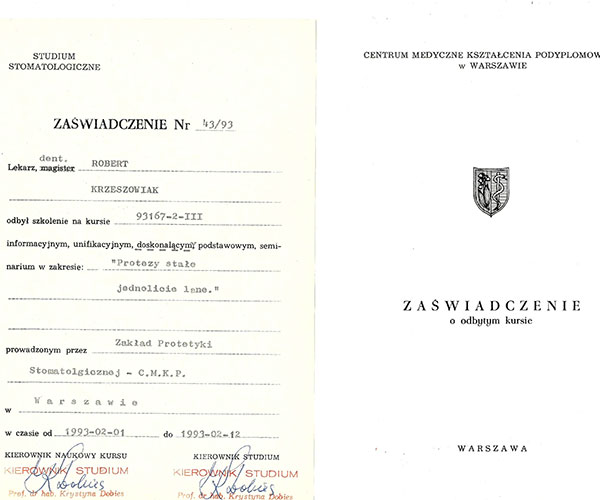 STUDIUM
STOMATOLOGICZNE
ZAŚWIADCZENIE Nr 43/93
dent.
Lekarz, magister ROBERT
KRZESZOWIAK
odbył szkolenie na kursie 93167-2-III
informacyjnym, unifikacyjnym, doskonalącym, podstawowym, semi-
narium w zakresie: "Protezy stałe
jednolicie lane."
prowadzonym przez Zakład Protetyki
Stomatolgicznej - C.M.K.P.
w Warszawie
w czasie od 1993-02-01 do 1993-02-12
KIEROWNIK NAUKOWY KURSU KIEROWNIK STUDIUM
KIEROWNIK STUDIUM KIEROWNIK STUDIUM
Prof. dr hab. Krystyna Dobies Prof. dr hab. Krystyna Dobies
CENTRUM MEDYCZNE KSZTAŁCENIA PODYPLOMOW
w WARSZAWIE
ZAŚWIADCZENIE
o odbytym kursie
WARSZAWA